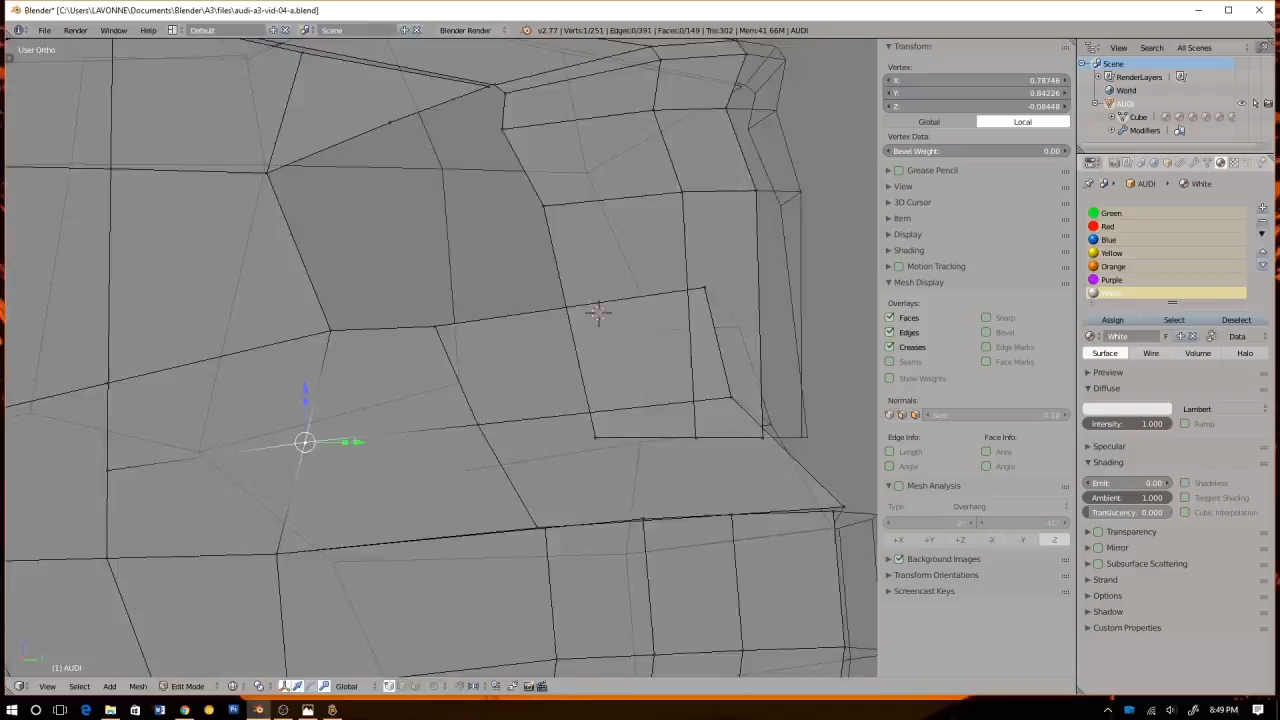 Blender* [C:\Users\LAVONNE\Documents\Blender\A3\files\audi-a3-vid-04-a.blend]
File Render Window Help Default Scene Blender Render v2.77 | Verts:1/251 | Edges:0/391 | Faces:0/149 | Tris:302 | Mem:41.66M | AUDI
User Ortho
(1) AUDI
View Select Add Mesh Edit Mode Global
Transform
Vertex:
X: 0.78746
Y: 0.84226
Z: -0.08448
Global Local
Vertex Data:
Bevel Weight: 0.00
Grease Pencil
View
3D Cursor
Item
Display
Shading
Motion Tracking
Mesh Display
Overlays:
Faces Sharp
Edges Bevel
Creases Edge Marks
Seams Face Marks
Show Weights
Normals:
Size: 0.10
Edge Info: Face Info:
Length Area
Angle Angle
Mesh Analysis
Type: Overhang
0° 45°
+X +Y +Z -X -Y -Z
Background Images
Transform Orientations
Screencast Keys
View Search All Scenes
Scene
RenderLayers
World
AUDI
Cube
Modifiers
AUDI White
Green
Red
Blue
Yellow
Orange
Purple
Assign Select Deselect
White F Data
Surface Wire Volume Halo
Preview
Diffuse
Lambert
Intensity: 1.000 Ramp
Specular
Shading
Emit: 0.00 Shadeless
Ambient: 1.000 Tangent Shading
Translucency: 0.000 Cubic Interpolation
Transparency
Mirror
Subsurface Scattering
Strand
Options
Shadow
Custom Properties
8:49 PM